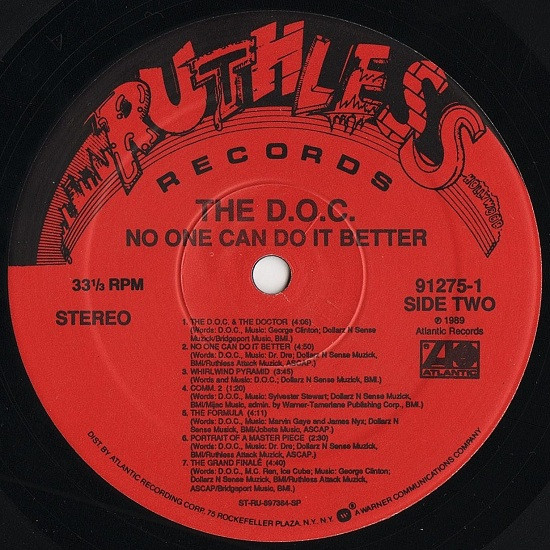 RUTHLESS
RECORDS
THE D.O.C.
NO ONE CAN DO IT BETTER
33⅓ RPM
STEREO
91275-1
SIDE TWO
℗ 1989
Atlantic Records
ATLANTIC
1. THE D.O.C. & THE DOCTOR (4:06)
(Words: D.O.C., Music: George Clinton; Dollarz N Sense
Muzick/Bridgeport Music, BMI.)
2. NO ONE CAN DO IT BETTER (4:50)
(Words: D.O.C., Music: Dr. Dre; Dollarz N Sense Muzick,
BMI/Ruthless Attack Muzick, ASCAP.)
3. WHIRLWIND PYRAMID (3:45)
(Words and Music: D.O.C.; Dollarz N Sense Muzick, BMI.)
4. COMM. 2 (1:20)
(Words: D.O.C., Music: Sylvester Stewart; Dollarz N Sense Muzick,
BMI/Mijac Music, admin. by Warner-Tamerlane Publishing Corp., BMI.)
5. THE FORMULA (4:11)
(Words: D.O.C., Music: Marvin Gaye and James Nyx; Dollarz N
Sense Muzick, BMI/Jobete Music, ASCAP.)
6. PORTRAIT OF A MASTER PIECE (2:30)
(Words: D.O.C., Music: Dr. Dre; Dollarz N Sense Muzick,
BMI/Ruthless Attack Muzick, ASCAP.)
7. THE GRAND FINALÉ (4:40)
(Words: D.O.C., M.C. Ren, Ice Cube; Music: George Clinton;
Dollarz N Sense Muzick, BMI/Ruthless Attack Muzick,
ASCAP/Bridgeport Music, BMI.)
ST-RU-897364-SP
DIST. BY ATLANTIC RECORDING CORP. 75 ROCKEFELLER PLAZA, N.Y. N.Y. A WARNER COMMUNICATIONS COMPANY